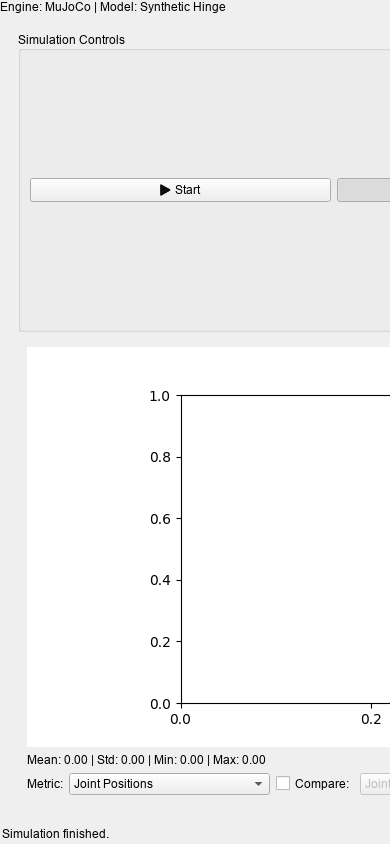 Engine: MuJoCo | Model: Synthetic Hinge
Simulation Controls
▶ Start
1.0
0.8
0.6
0.4
0.2
0.0
0.0 0.2
Mean: 0.00 | Std: 0.00 | Min: 0.00 | Max: 0.00
Metric: Joint Positions Compare: Joint
Simulation finished.